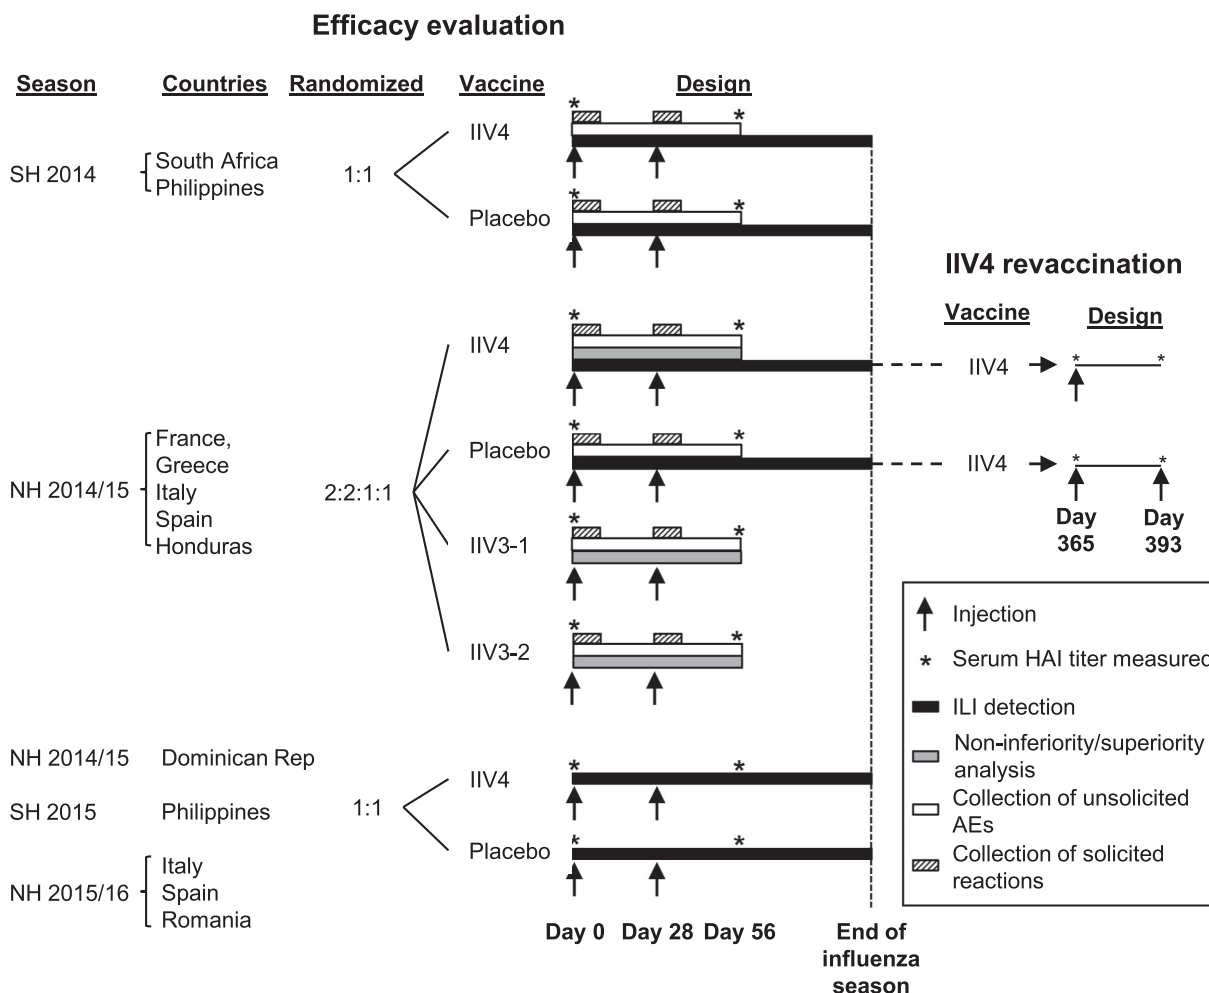 Efficacy evaluation
Season Countries Randomized Vaccine Design
SH 2014
South Africa
Philippines
1:1
IIV4
* *
Placebo
* *
IIV4 revaccination
Vaccine Design
NH 2014/15
France,
Greece
Italy
Spain
Honduras
2:2:1:1
IIV4
* *
IIV4
* *
Placebo
* *
IIV4
* *
Day
365
Day
393
IIV3-1
* *
IIV3-2
* *
NH 2014/15 Dominican Rep
SH 2015 Philippines
NH 2015/16
Italy
Spain
Romania
1:1
IIV4
* *
Placebo
* *
Day 0 Day 28 Day 56
End of
influenza
season
Injection
* Serum HAI titer measured
ILI detection
Non-inferiority/superiority
analysis
Collection of unsolicited
AEs
Collection of solicited
reactions